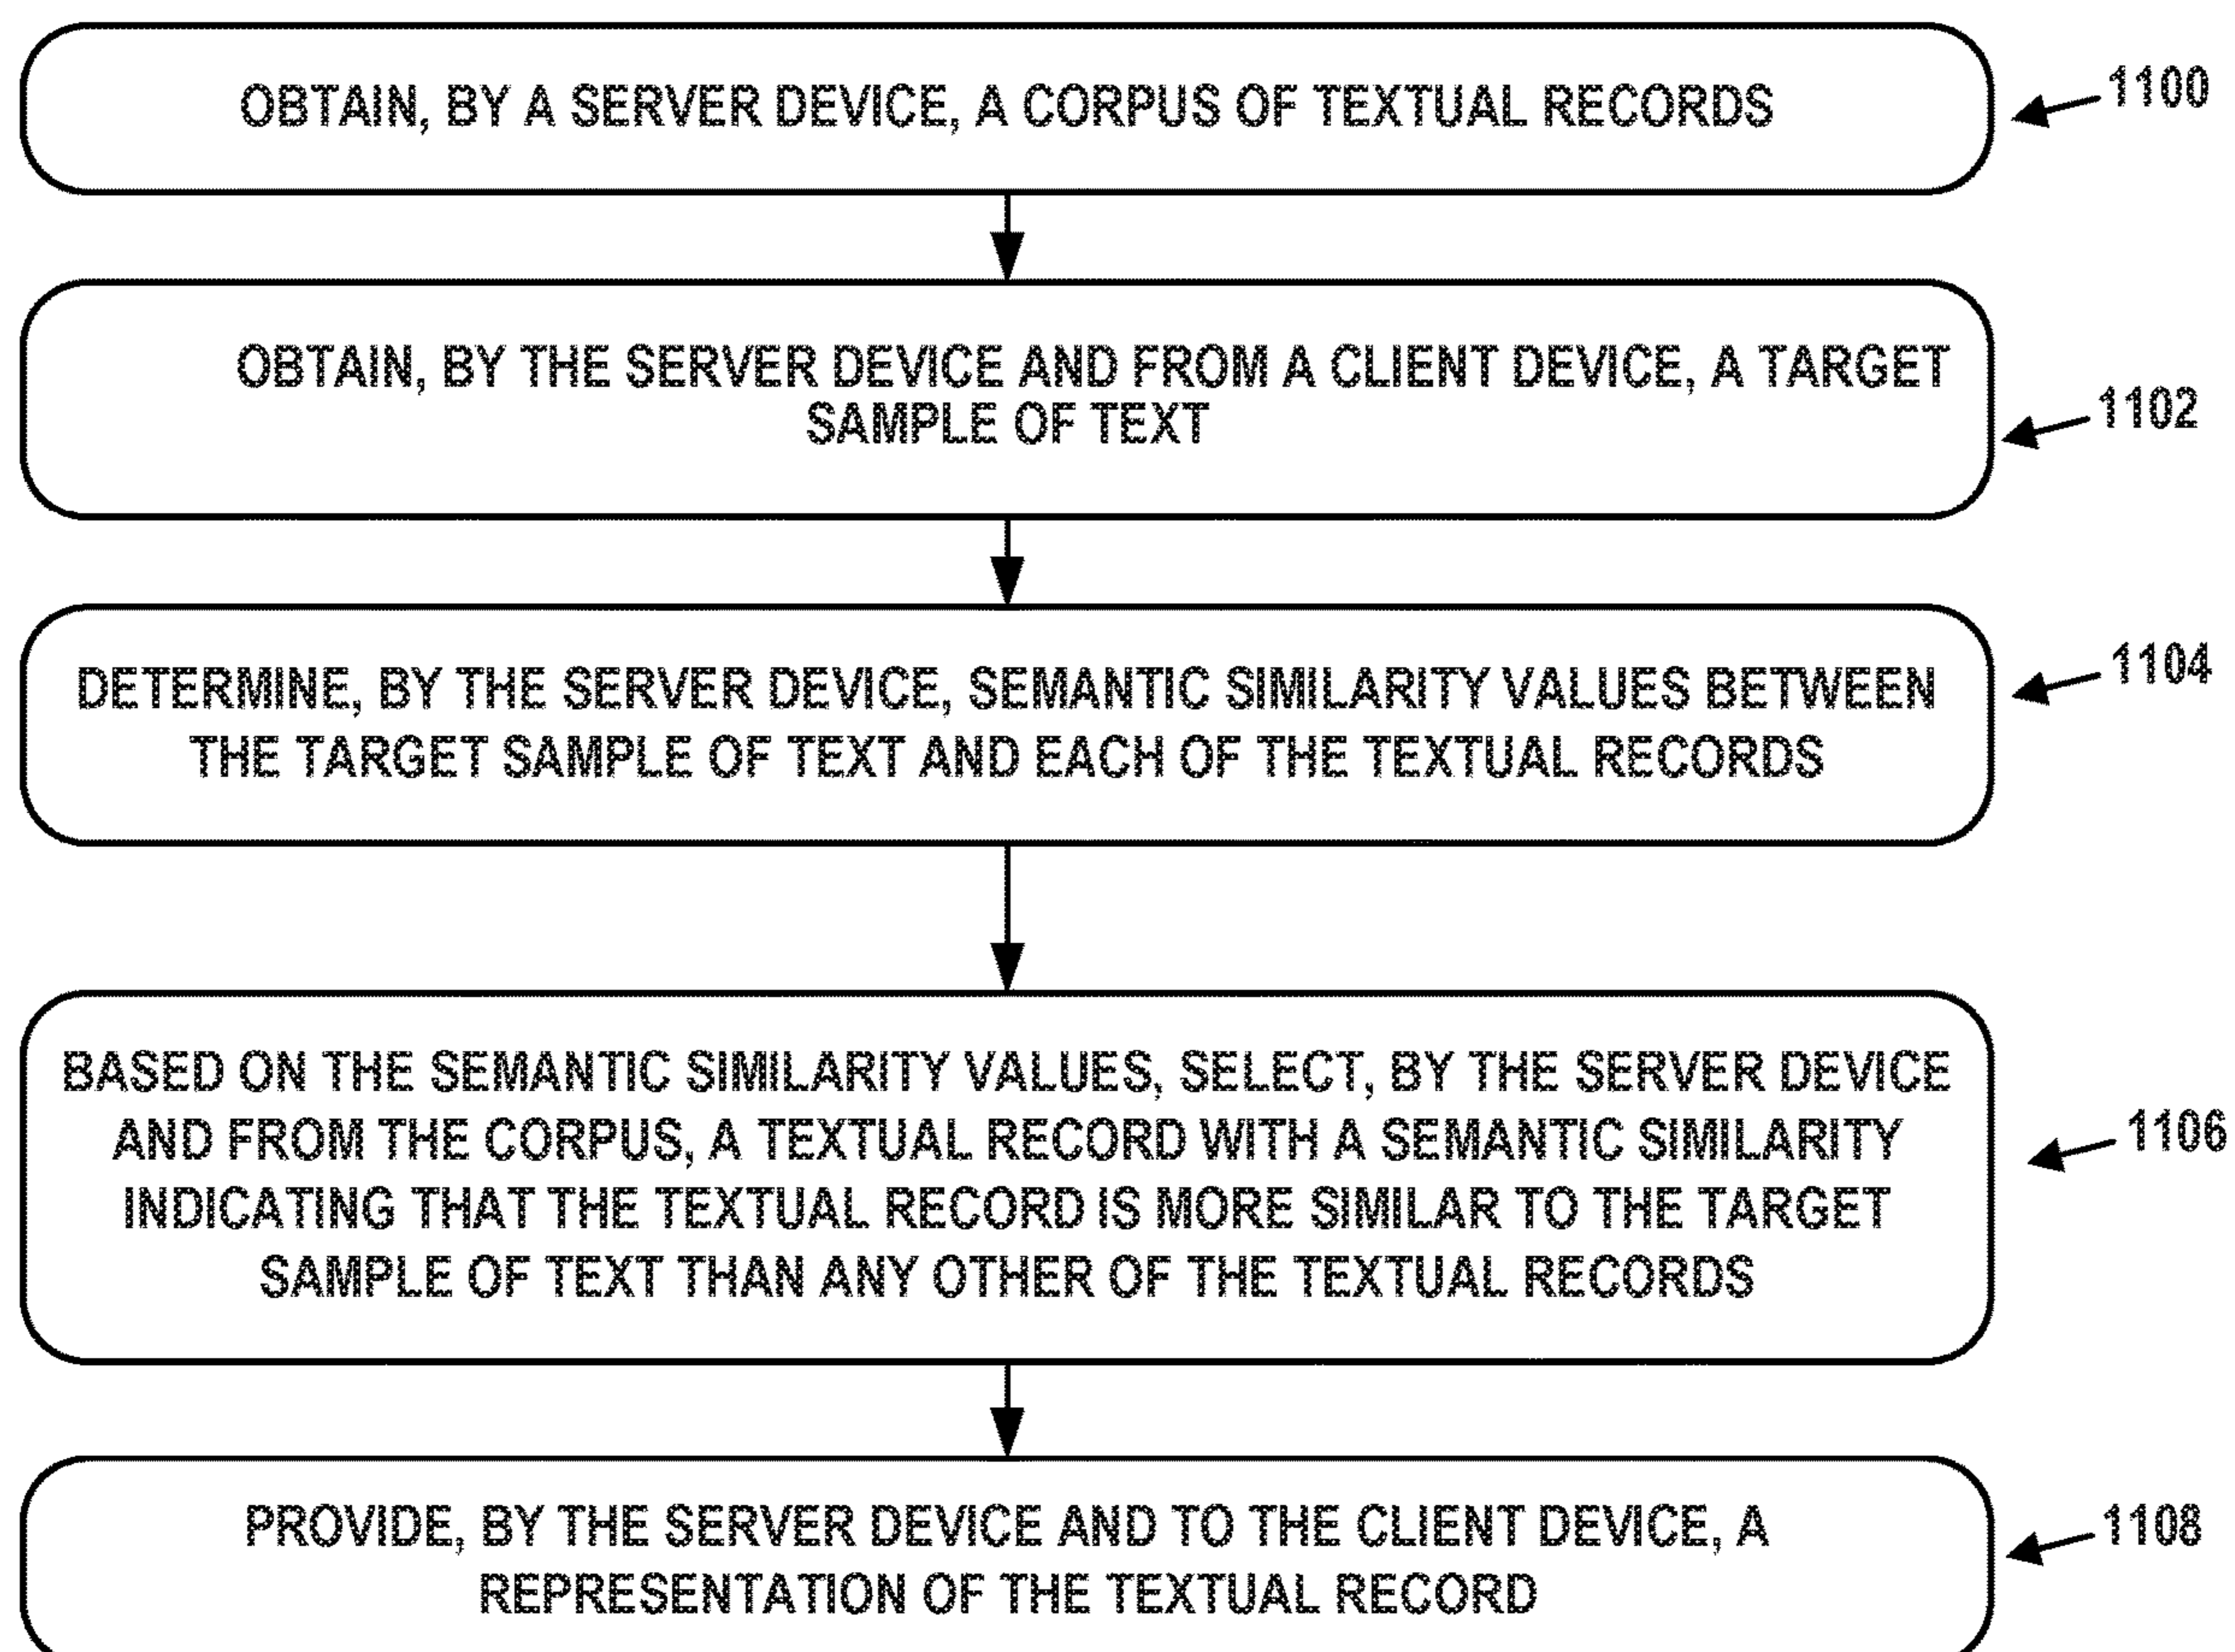 OBTAIN, BY A SERVER DEVICE, A CORPUS OF TEXTUAL RECORDS
1100
OBTAIN, BY THE SERVER DEVICE AND FROM A CLIENT DEVICE, A TARGET
SAMPLE OF TEXT
1102
DETERMINE, BY THE SERVER DEVICE, SEMANTIC SIMILARITY VALUES BETWEEN
THE TARGET SAMPLE OF TEXT AND EACH OF THE TEXTUAL RECORDS
1104
BASED ON THE SEMANTIC SIMILARITY VALUES, SELECT, BY THE SERVER DEVICE
AND FROM THE CORPUS, A TEXTUAL RECORD WITH A SEMANTIC SIMILARITY
INDICATING THAT THE TEXTUAL RECORD IS MORE SIMILAR TO THE TARGET
SAMPLE OF TEXT THAN ANY OTHER OF THE TEXTUAL RECORDS
1106
PROVIDE, BY THE SERVER DEVICE AND TO THE CLIENT DEVICE, A
REPRESENTATION OF THE TEXTUAL RECORD
1108